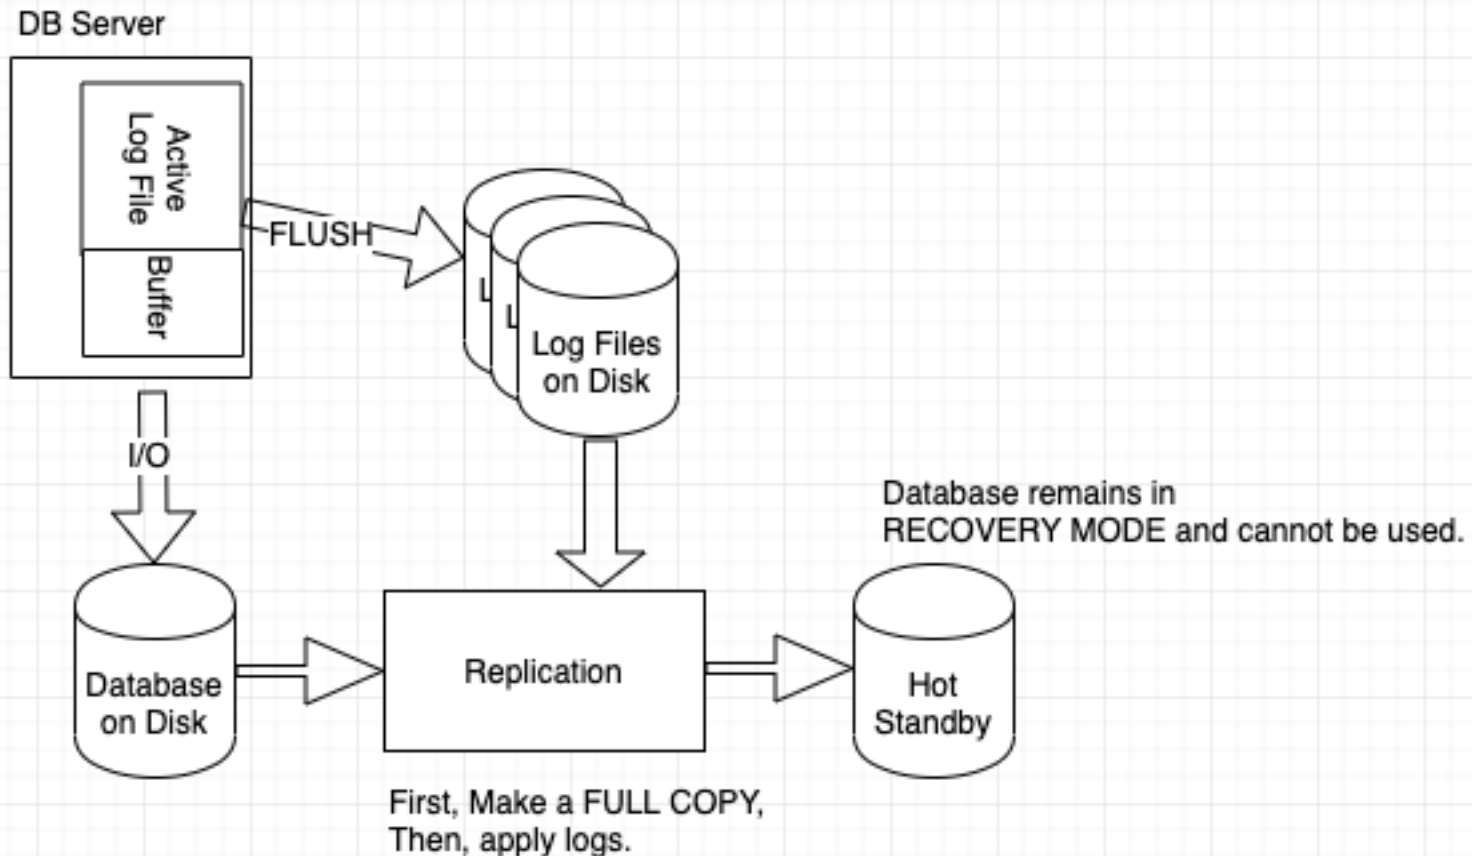 DB Server
Active
Log File
Buffer
FLUSH
L
L
Log Files
on Disk
I/O
Database remains in
RECOVERY MODE and cannot be used.
Database
on Disk
Replication
Hot
Standby
First, Make a FULL COPY,
Then, apply logs.